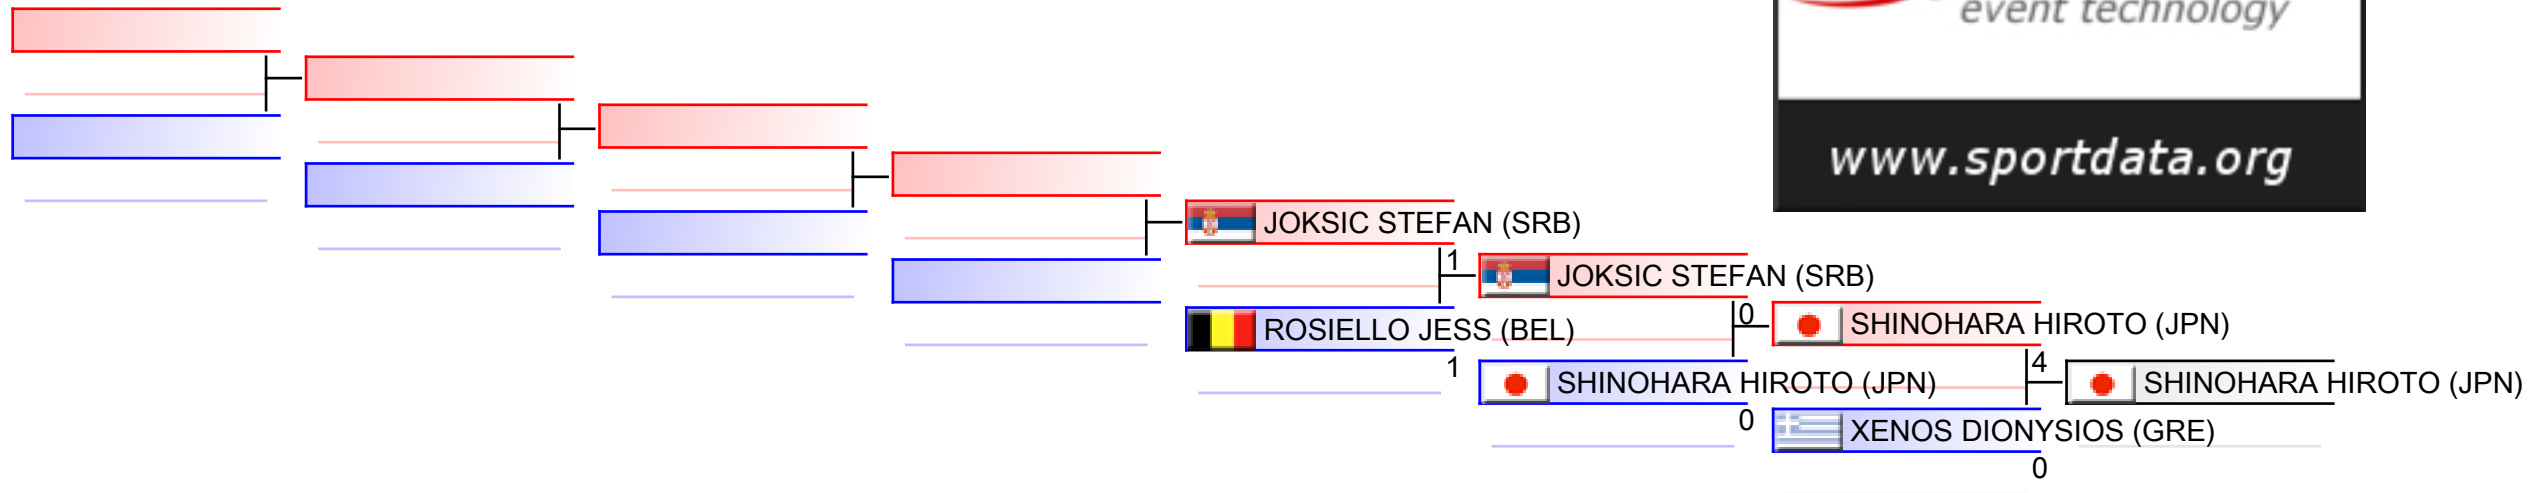 event technology
www.sportdata.org
JOKSIC STEFAN (SRB)
1
JOKSIC STEFAN (SRB)
0
ROSIELLO JESS (BEL)
1
SHINOHARA HIROTO (JPN)
4
SHINOHARA HIROTO (JPN)
0
SHINOHARA HIROTO (JPN)
XENOS DIONYSIOS (GRE)
0